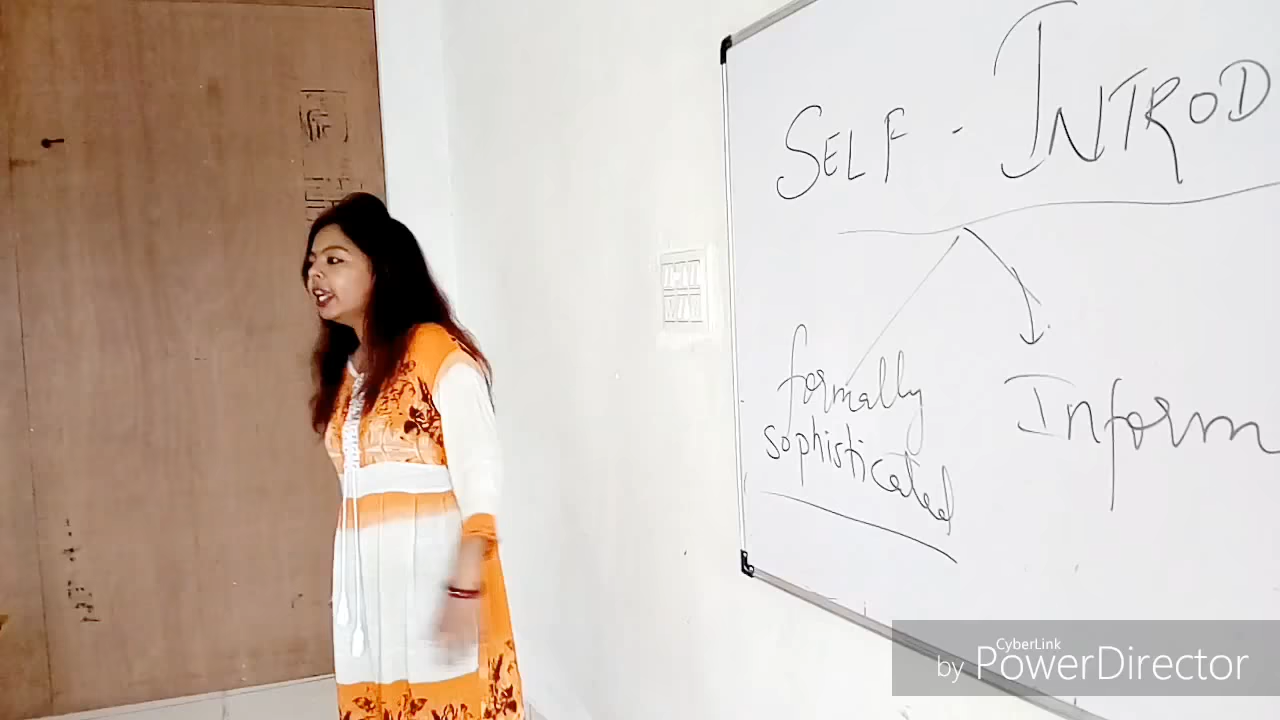 SELF - INTROD
formally
sophisticated
Inform
CyberLink
by PowerDirector